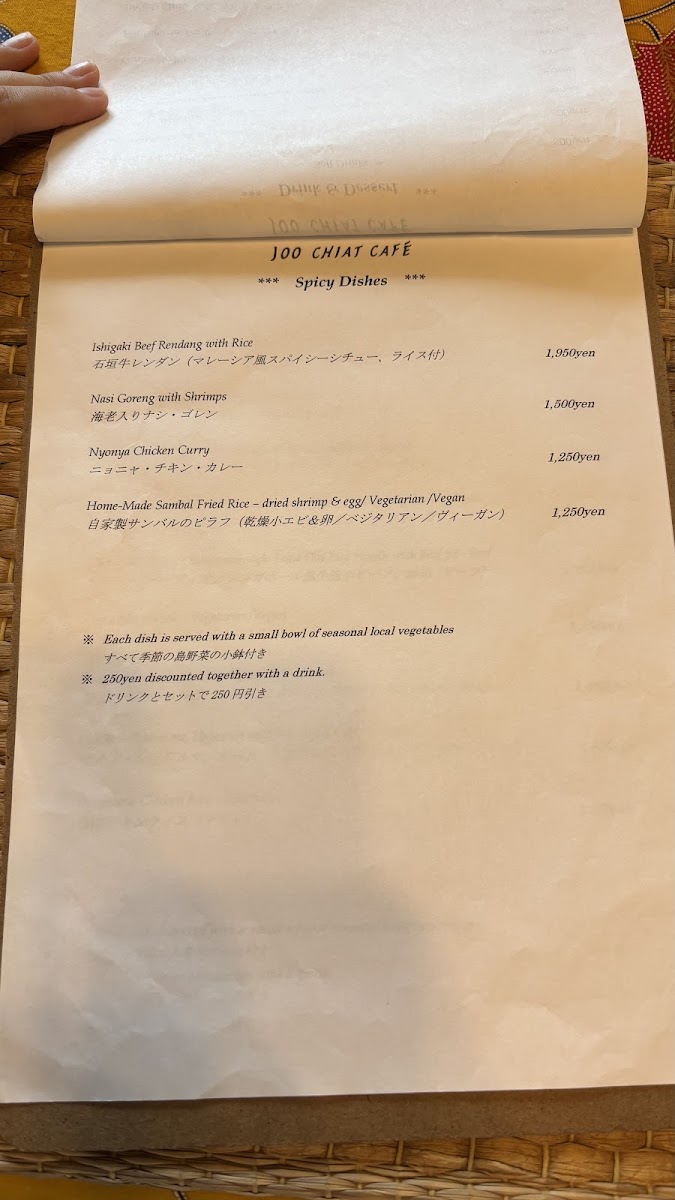 JOO CHIAT CAFÉ
*** Spicy Dishes ***
Ishigaki Beef Rendang with Rice
石垣牛レンダン（マレーシア風スパイシーシチュー、ライス付） 1,950yen
Nasi Goreng with Shrimps
海老入りナシ・ゴレン 1,500yen
Nyonya Chicken Curry
ニョニャ・チキン・カレー 1,250yen
Home-Made Sambal Fried Rice – dried shrimp & egg/ Vegetarian /Vegan
自家製サンバルのピラフ（乾燥小エビ&卵／ベジタリアン／ヴィーガン） 1,250yen
※ Each dish is served with a small bowl of seasonal local vegetables
すべて季節の島野菜の小鉢付き
※ 250yen discounted together with a drink.
ドリンクとセットで 250 円引き